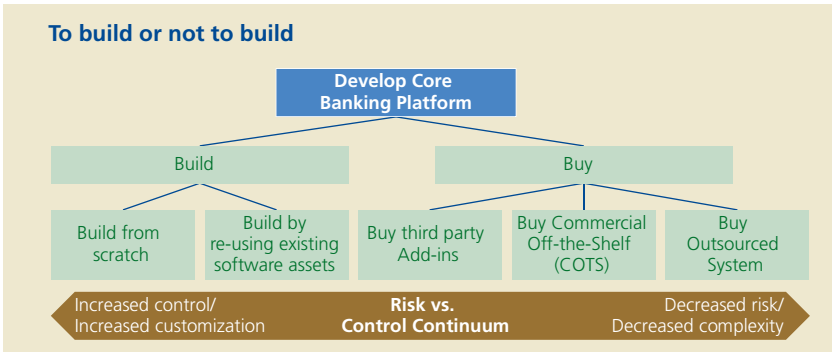 To build or not to build
Develop Core
Banking Platform
Build
Buy
Build from
scratch
Build by
re-using existing
software assets
Buy third party
Add-ins
Buy Commercial
Off-the-Shelf
(COTS)
Buy
Outsourced
System
Increased control/
Increased customization
Risk vs.
Control Continuum
Decreased risk/
Decreased complexity